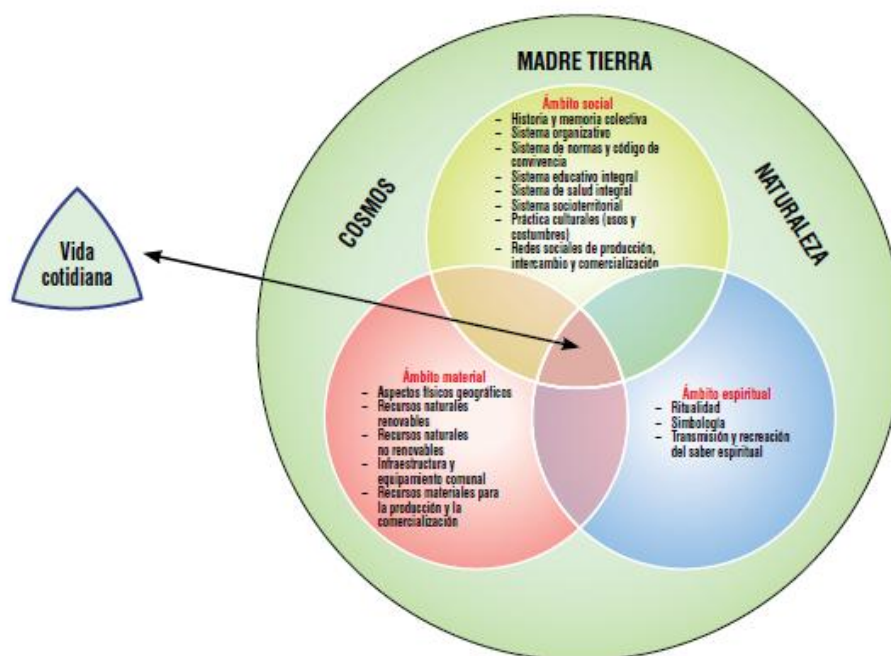 MADRE TIERRA
COSMOS
NATURALEZA
Vida
cotidiana
Ámbito social
– Historia y memoria colectiva
– Sistema organizativo
– Sistema de normas y código de
convivencia
– Sistema educativo integral
– Sistema de salud integral
– Sistema socioterritorial
– Práctica culturales (usos y
costumbres)
– Redes sociales de producción,
intercambio y comercialización
Ámbito material
– Aspectos físicos geográficos
– Recursos naturales
renovables
– Recursos naturales
no renovables
– Infraestructura y
equipamiento comunal
– Recursos materiales para
la producción y la
comercialización
Ámbito espiritual
– Ritualidad
– Simbología
– Transmisión y recreación
del saber espiritual